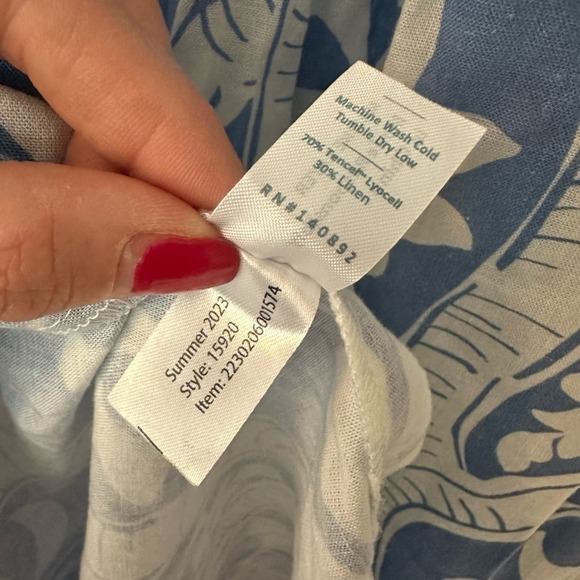 Machine Wash Cold
Tumble Dry Low
70% Tencel™ Lyocell
30% Linen
RN#140892
Summer 2023
Style: 15920
Item: 2230206001574